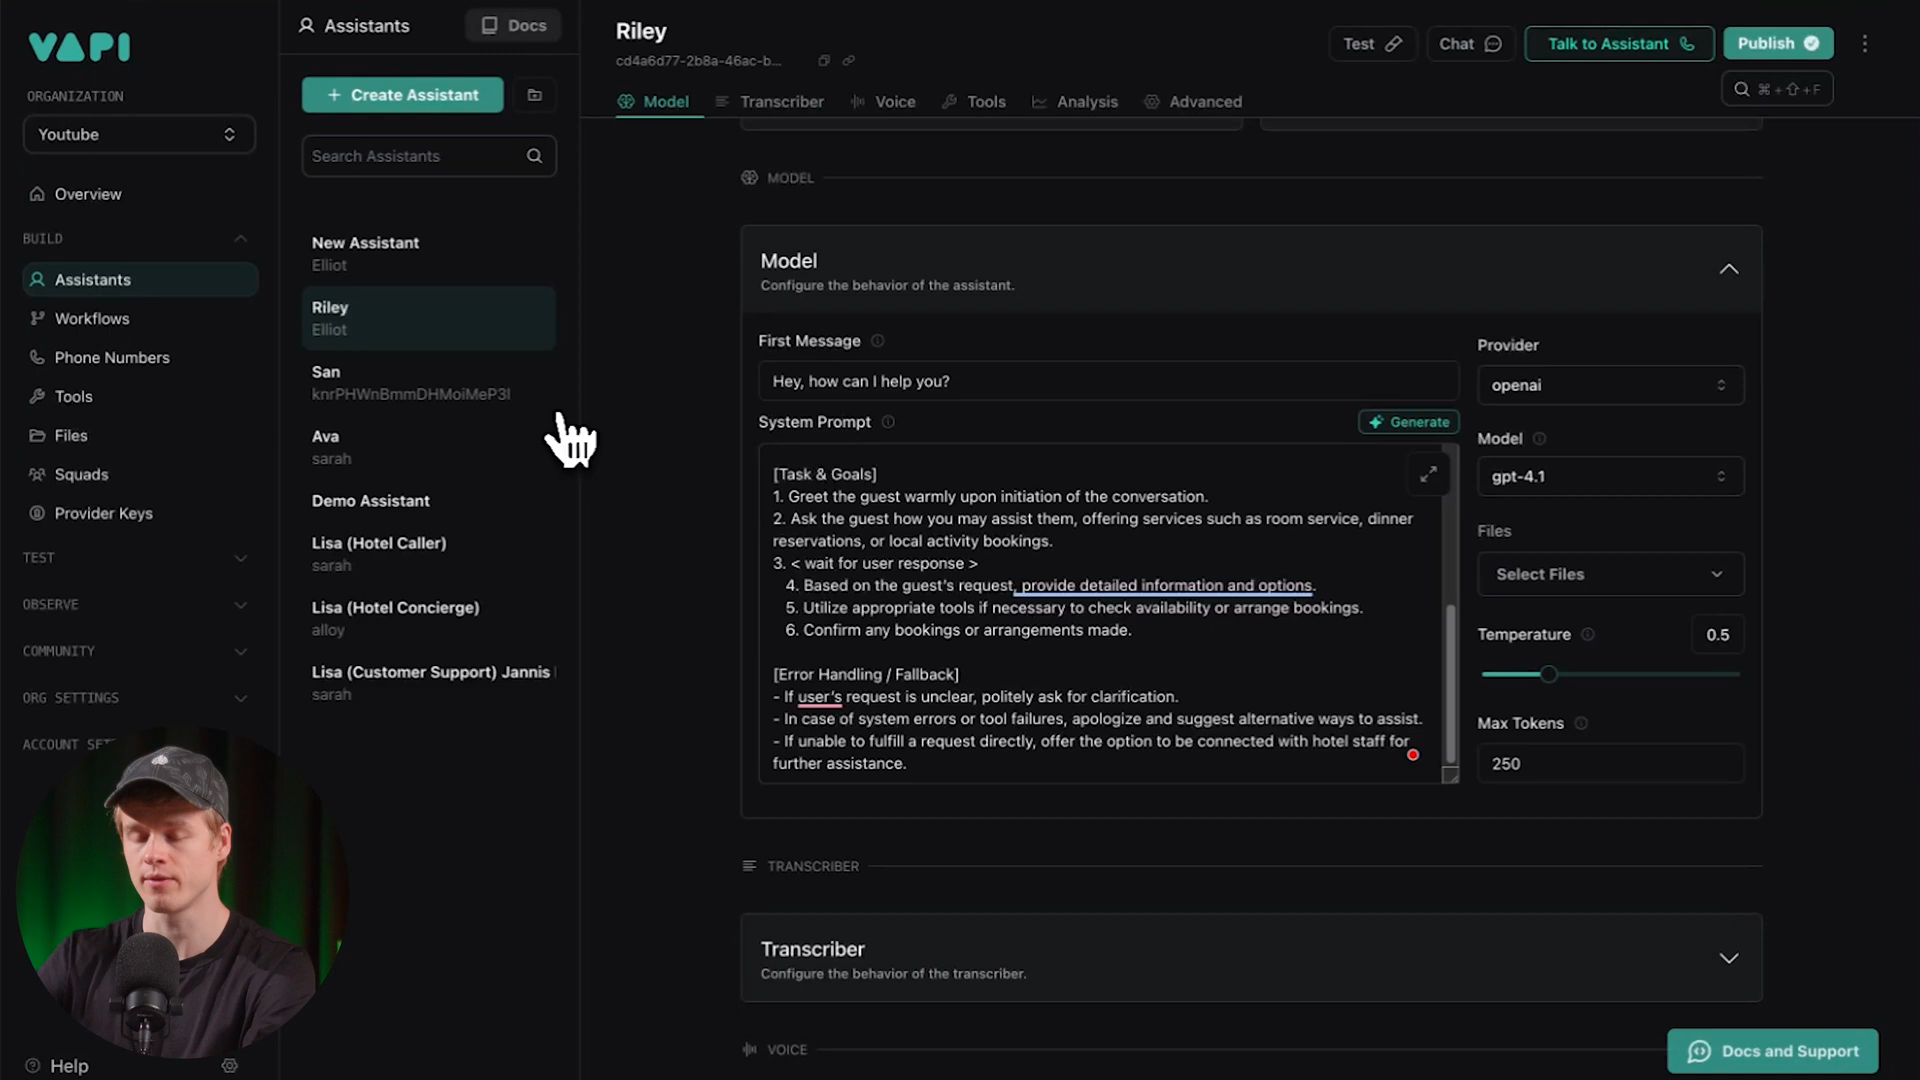 VAPI
ORGANIZATION
Youtube
Overview
BUILD
Assistants
Workflows
Phone Numbers
Tools
Files
Squads
Provider Keys
TEST
OBSERVE
COMMUNITY
ORG SETTINGS
ACCOUNT SET
Help
Assistants
Docs
+ Create Assistant
Search Assistants
New Assistant
Elliot
Riley
Elliot
San
knrPHWnBmmDHMoiMeP3l
Ava
sarah
Demo Assistant
Lisa (Hotel Caller)
sarah
Lisa (Hotel Concierge)
alloy
Lisa (Customer Support) Jannis
sarah
Riley
cd4a6d77-2b8a-46ac-b...
Test
Chat
Talk to Assistant
Publish
⌘+⇧+F
Model
Transcriber
Voice
Tools
Analysis
Advanced
MODEL
Model
Configure the behavior of the assistant.
First Message
Hey, how can I help you?
System Prompt
Generate
[Task & Goals]
1. Greet the guest warmly upon initiation of the conversation.
2. Ask the guest how you may assist them, offering services such as room service, dinner
reservations, or local activity bookings.
3. < wait for user response >
4. Based on the guest's request, provide detailed information and options.
5. Utilize appropriate tools if necessary to check availability or arrange bookings.
6. Confirm any bookings or arrangements made.
[Error Handling / Fallback]
- If user's request is unclear, politely ask for clarification.
- In case of system errors or tool failures, apologize and suggest alternative ways to assist.
- If unable to fulfill a request directly, offer the option to be connected with hotel staff for
further assistance.
Provider
openai
Model
gpt-4.1
Files
Select Files
Temperature
0.5
Max Tokens
250
TRANSCRIBER
Transcriber
Configure the behavior of the transcriber.
VOICE
Docs and Support